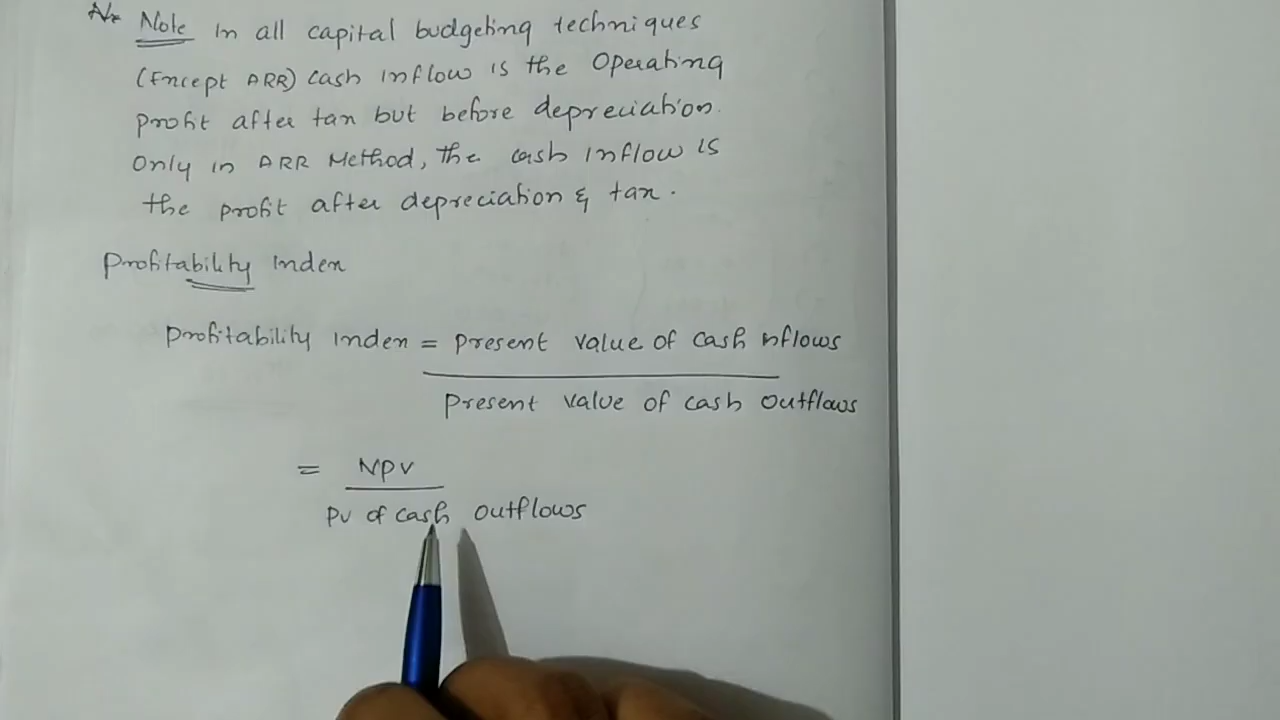 Note In all capital budgeting techniques
(Except ARR) cash inflow is the Operating
profit after tax but before depreciation.
Only in ARR Method, the cash inflow is
the profit after depreciation & tax.
Profitability Index
Profitability Index = Present value of cash inflows
Present value of cash outflows
= NPV
PV of cash outflows